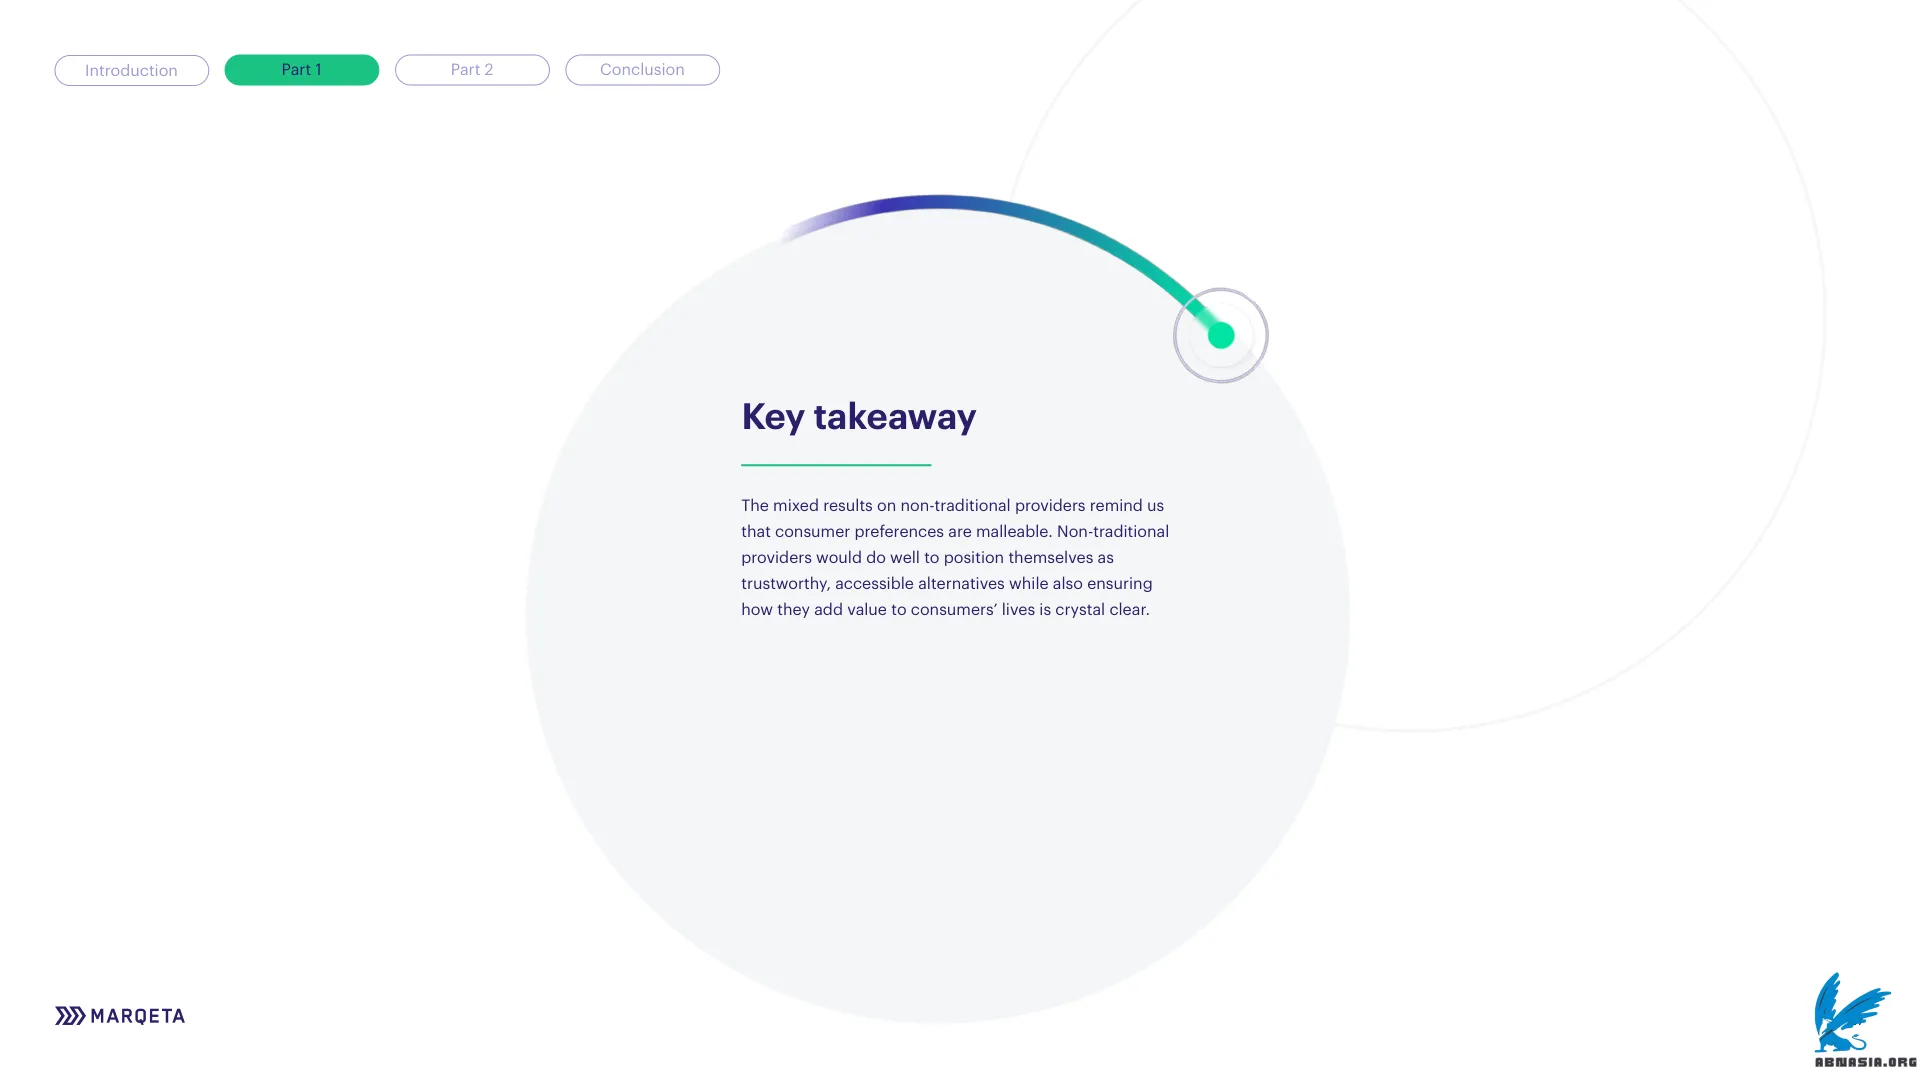 Introduction
Part 1
Part 2
Conclusion
Key takeaway
The mixed results on non-traditional providers remind us
that consumer preferences are malleable. Non-traditional
providers would do well to position themselves as
trustworthy, accessible alternatives while also ensuring
how they add value to consumers’ lives is crystal clear.
MARQETA
ABNASIA.ORG